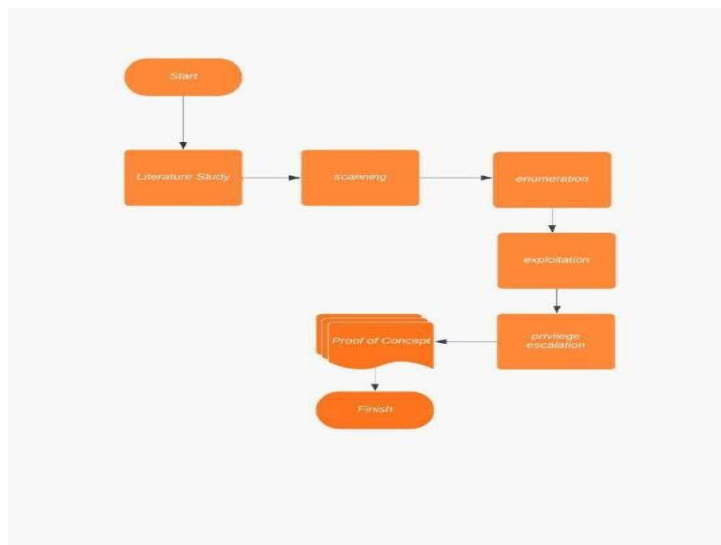 Start
Literature Study
scanning
enumeration
exploitation
privilege
escalation
Proof of Concept
Finish